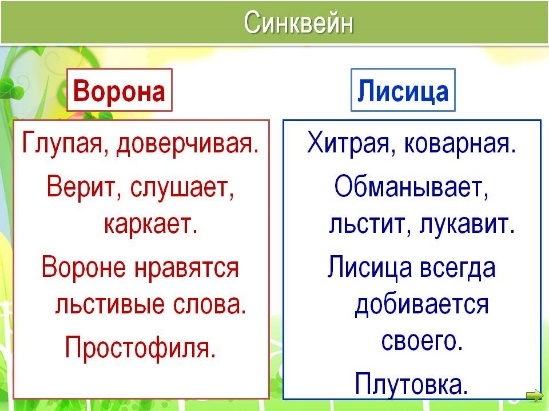 Синквейн
Ворона
Глупая, доверчивая.
Верит, слушает,
каркает.
Вороне нравятся
льстивые слова.
Простофиля.
Лисица
Хитрая, коварная.
Обманывает,
льстит, лукавит.
Лисица всегда
добивается
своего.
Плутовка.